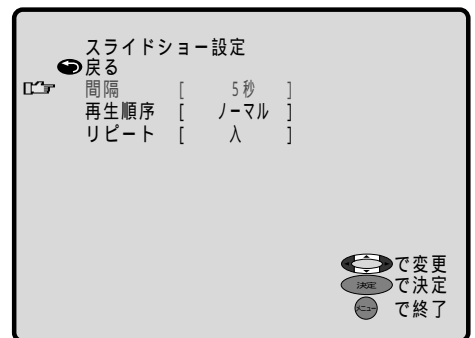 スライドショー設定
戻る
間隔 [ 5秒 ]
再生順序 [ ノーマル ]
リピート [ 入 ]
で変更
決定 で決定
メニュー で終了